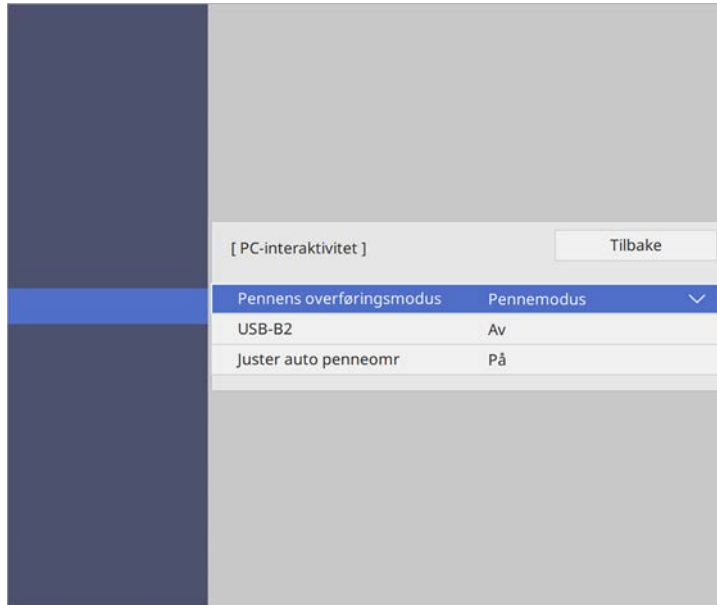 [ PC-interaktivitet ] Tilbake
Pennens overføringsmodus Pennemodus
USB-B2 Av
Juster auto penneomr På